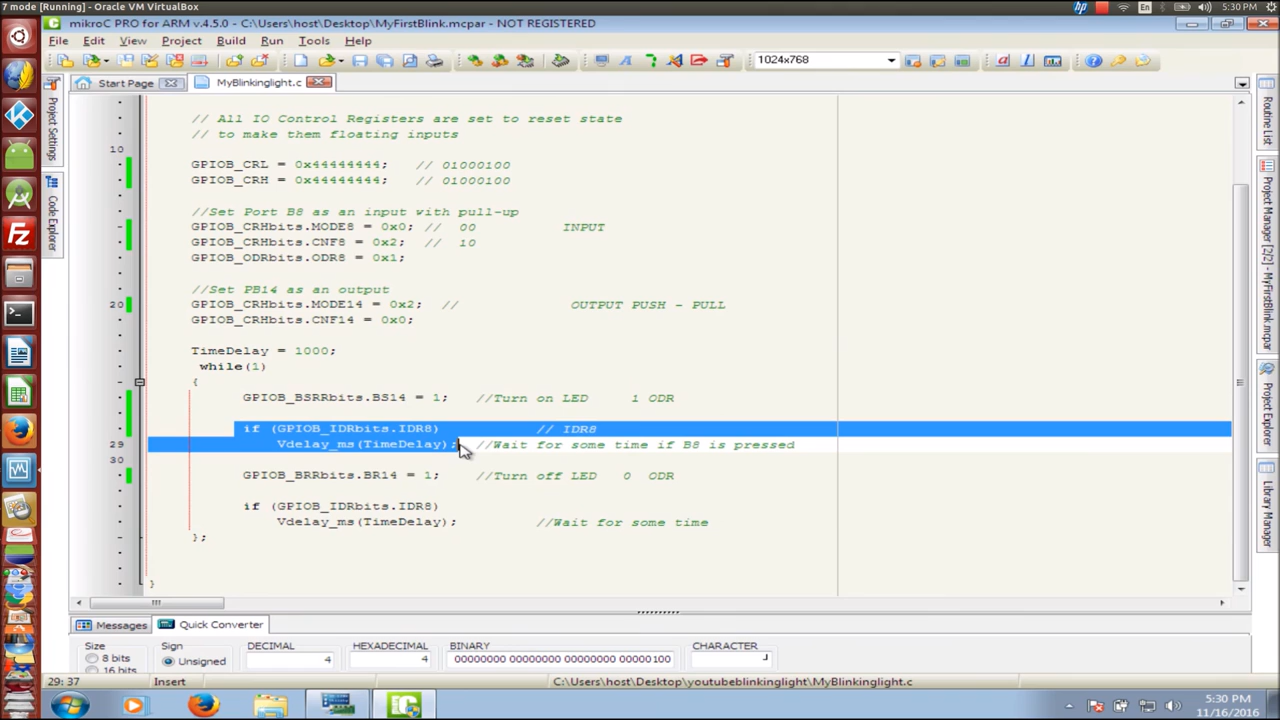 7 mode [Running] - Oracle VM VirtualBox
En
5:30 PM
mikroC PRO for ARM v.4.5.0 - C:\Users\host\Desktop\MyFirstBlink.mcpar - NOT REGISTERED
File Edit View Project Build Run Tools Help
1024x768
Start Page
MyBlinkinglight.c
Project Settings
Code Explorer
Routine List
Project Manager [2/2] - MyFirstBlink.mcpar
Project Explorer
Library Manager
// All IO Control Registers are set to reset state
// to make them floating inputs
10
GPIOB_CRL = 0x44444444; // 01000100
GPIOB_CRH = 0x44444444; // 01000100
//Set Port B8 as an input with pull-up
GPIOB_CRHbits.MODE8 = 0x0; // 00 INPUT
GPIOB_CRHbits.CNF8 = 0x2; // 10
GPIOB_ODRbits.ODR8 = 0x1;
//Set PB14 as an output
20 GPIOB_CRHbits.MODE14 = 0x2; // OUTPUT PUSH - PULL
GPIOB_CRHbits.CNF14 = 0x0;
TimeDelay = 1000;
while(1)
{
GPIOB_BSRRbits.BS14 = 1; //Turn on LED 1 ODR
if (GPIOB_IDRbits.IDR8) // IDR8
29 Vdelay_ms(TimeDelay); //Wait for some time if B8 is pressed
30
GPIOB_BRRbits.BR14 = 1; //Turn off LED 0 ODR
if (GPIOB_IDRbits.IDR8)
Vdelay_ms(TimeDelay); //Wait for some time
};
}
Messages Quick Converter
Size Sign DECIMAL HEXADECIMAL BINARY CHARACTER
8 bits
Unsigned 4 4 00000000 00000000 00000000 00000100
16 bits
29: 37 Insert C:\Users\host\Desktop\youtubeblinkinglight\MyBlinkinglight.c
5:30 PM
11/16/2016